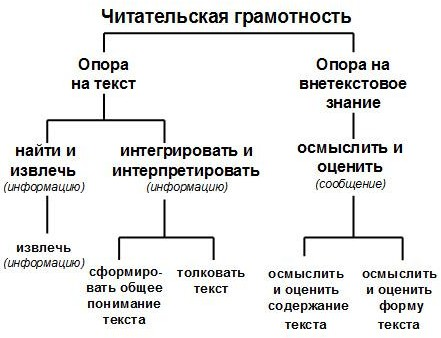 Читательская грамотность
Опора
на текст
Опора на
внетекстовое
знание
найти и
извлечь
(информацию)
интегрировать и
интерпретировать
(информацию)
осмыслить и
оценить
(сообщение)
извлечь
(информацию)
сформиро-
вать общее
понимание
текста
толковать
текст
осмыслить
и оценить
содержание
текста
осмыслить
и оценить
форму
текста